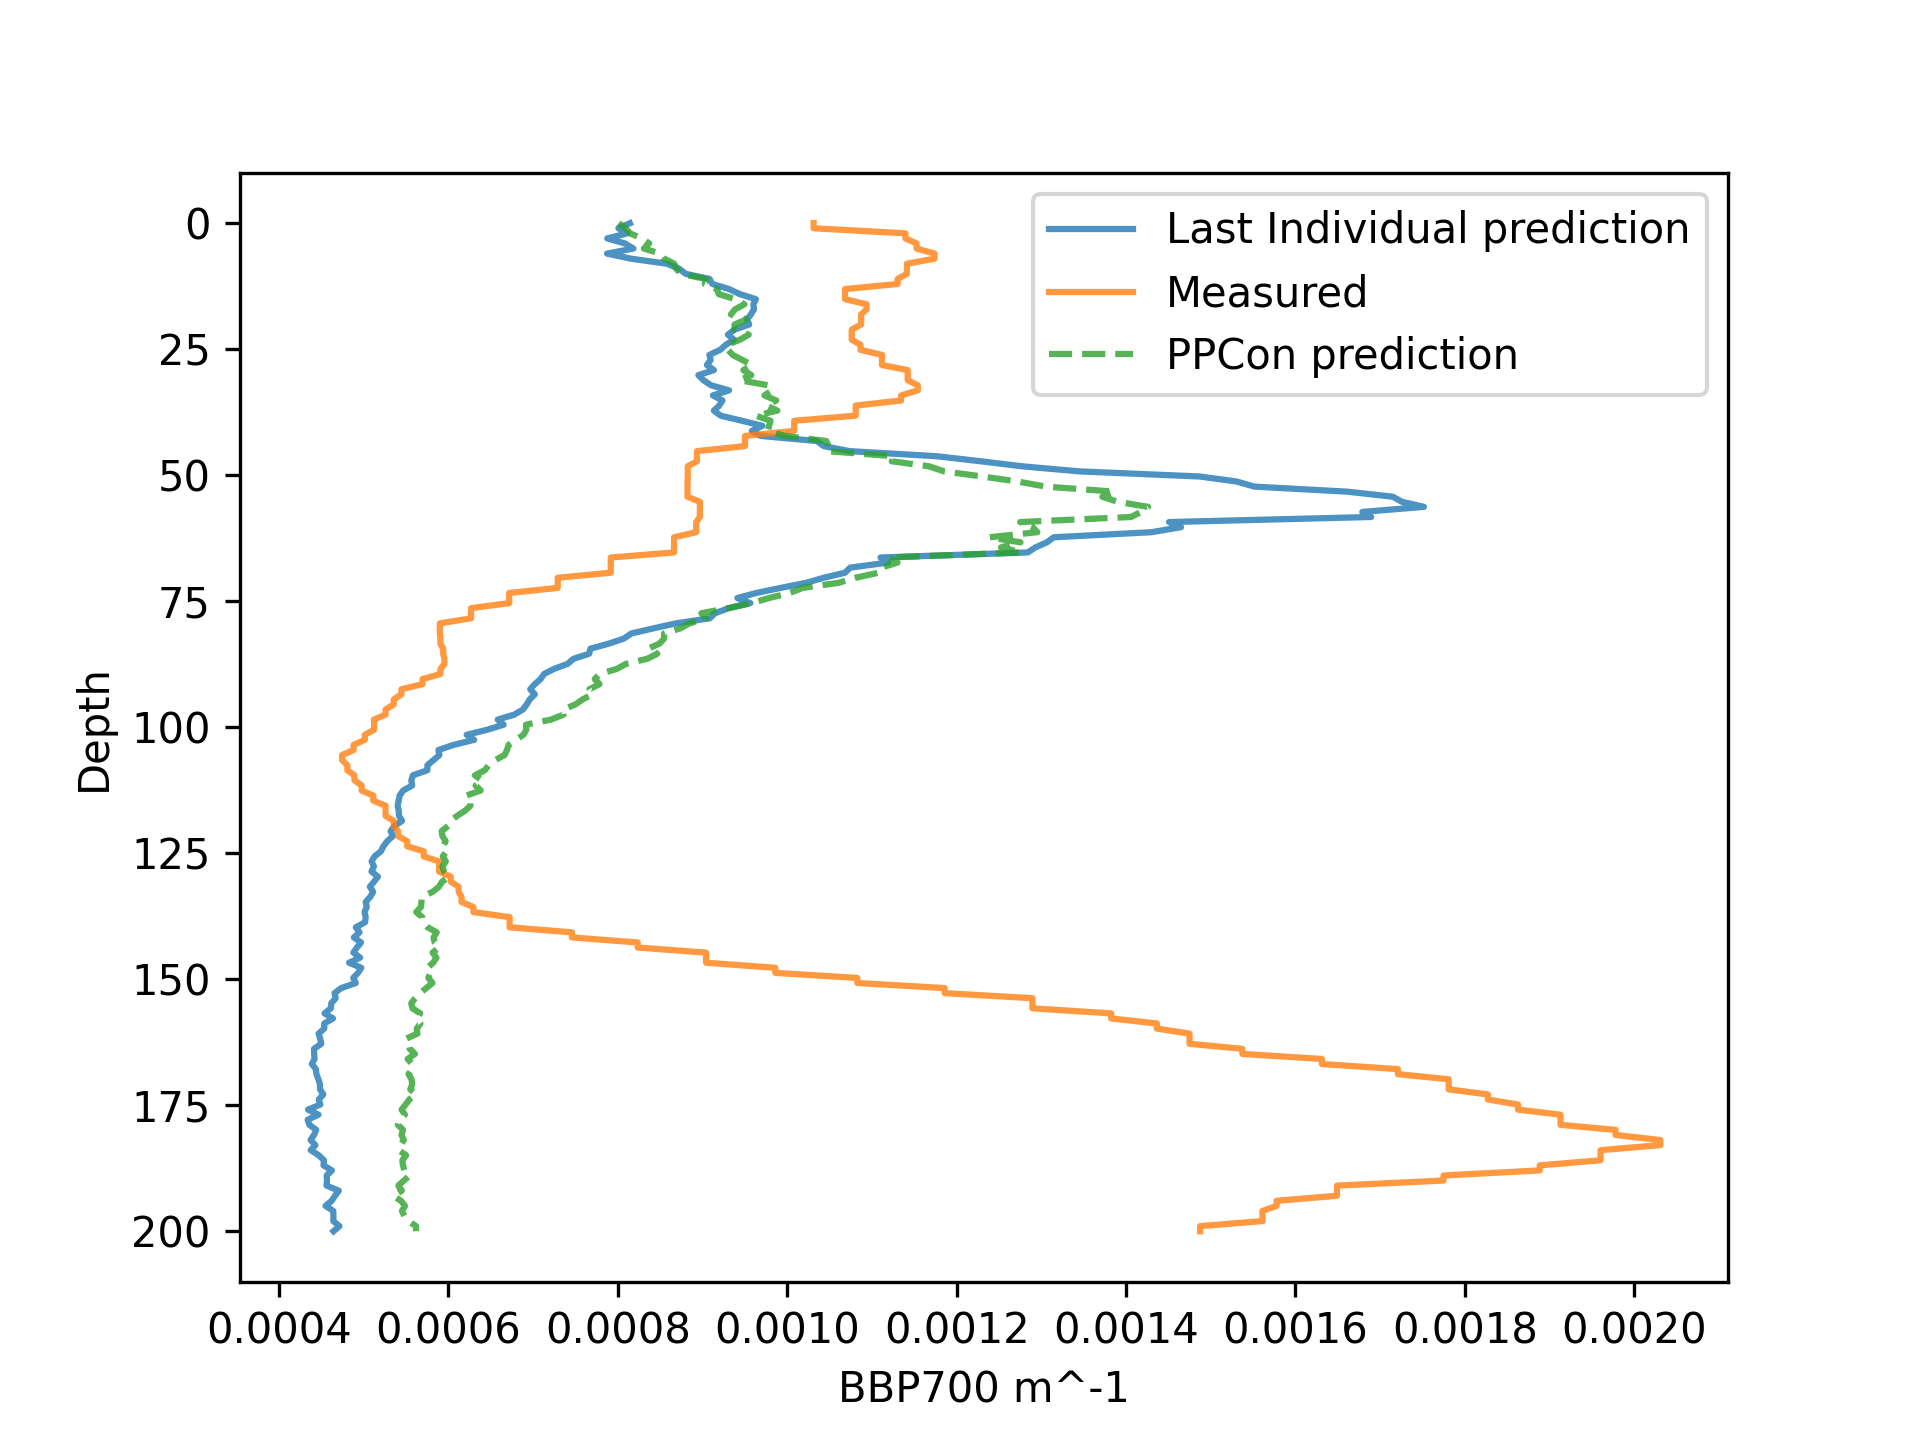 Last Individual prediction
Measured
PPCon prediction
0
25
50
75
100
125
150
175
200
Depth
0.0004 0.0006 0.0008 0.0010 0.0012 0.0014 0.0016 0.0018 0.0020
BBP700 m^-1